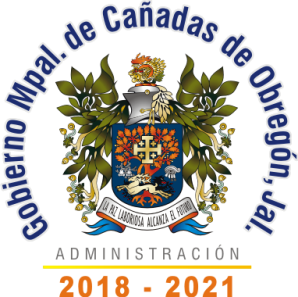 Gobierno Mpal. de Cañadas de Obregón, Jal.
LA PAZ LABORIOSA ALCANZA EL FUTURO
ADMINISTRACIÓN
2018 - 2021